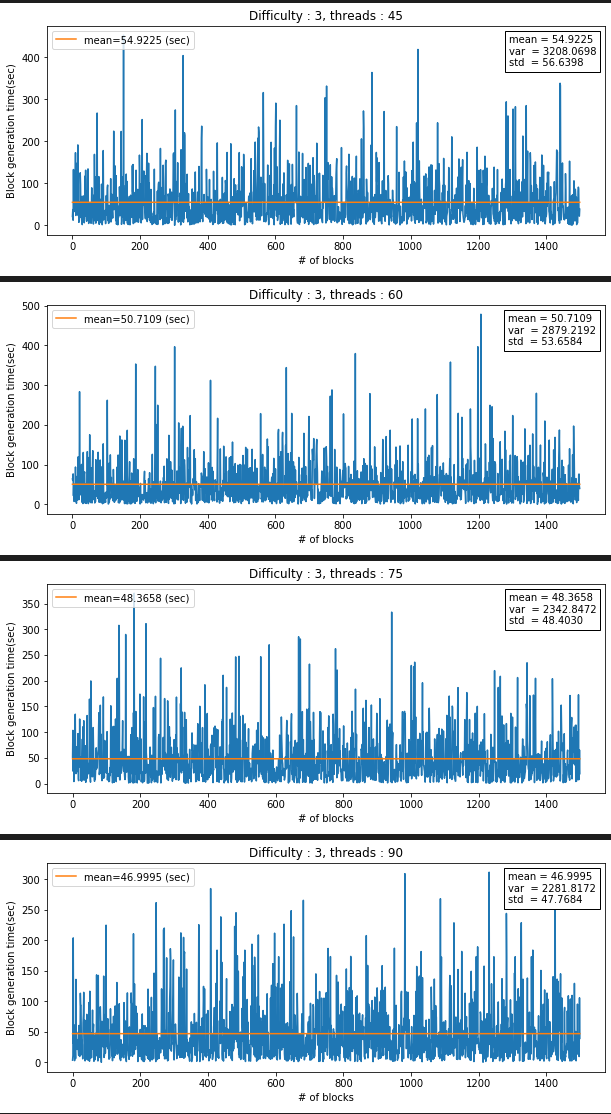 Difficulty : 3, threads : 45
mean=54.9225 (sec)
mean = 54.9225
var = 3208.0698
std = 56.6398
Block generation time(sec)
400
300
200
100
0
0 200 400 600 800 1000 1200 1400
# of blocks
Difficulty : 3, threads : 60
mean=50.7109 (sec)
mean = 50.7109
var = 2879.2192
std = 53.6584
Block generation time(sec)
500
400
300
200
100
0
0 200 400 600 800 1000 1200 1400
# of blocks
Difficulty : 3, threads : 75
mean=48.3658 (sec)
mean = 48.3658
var = 2342.8472
std = 48.4030
Block generation time(sec)
350
300
250
200
150
100
50
0
0 200 400 600 800 1000 1200 1400
# of blocks
Difficulty : 3, threads : 90
mean=46.9995 (sec)
mean = 46.9995
var = 2281.8172
std = 47.7684
Block generation time(sec)
300
250
200
150
100
50
0
0 200 400 600 800 1000 1200 1400
# of blocks